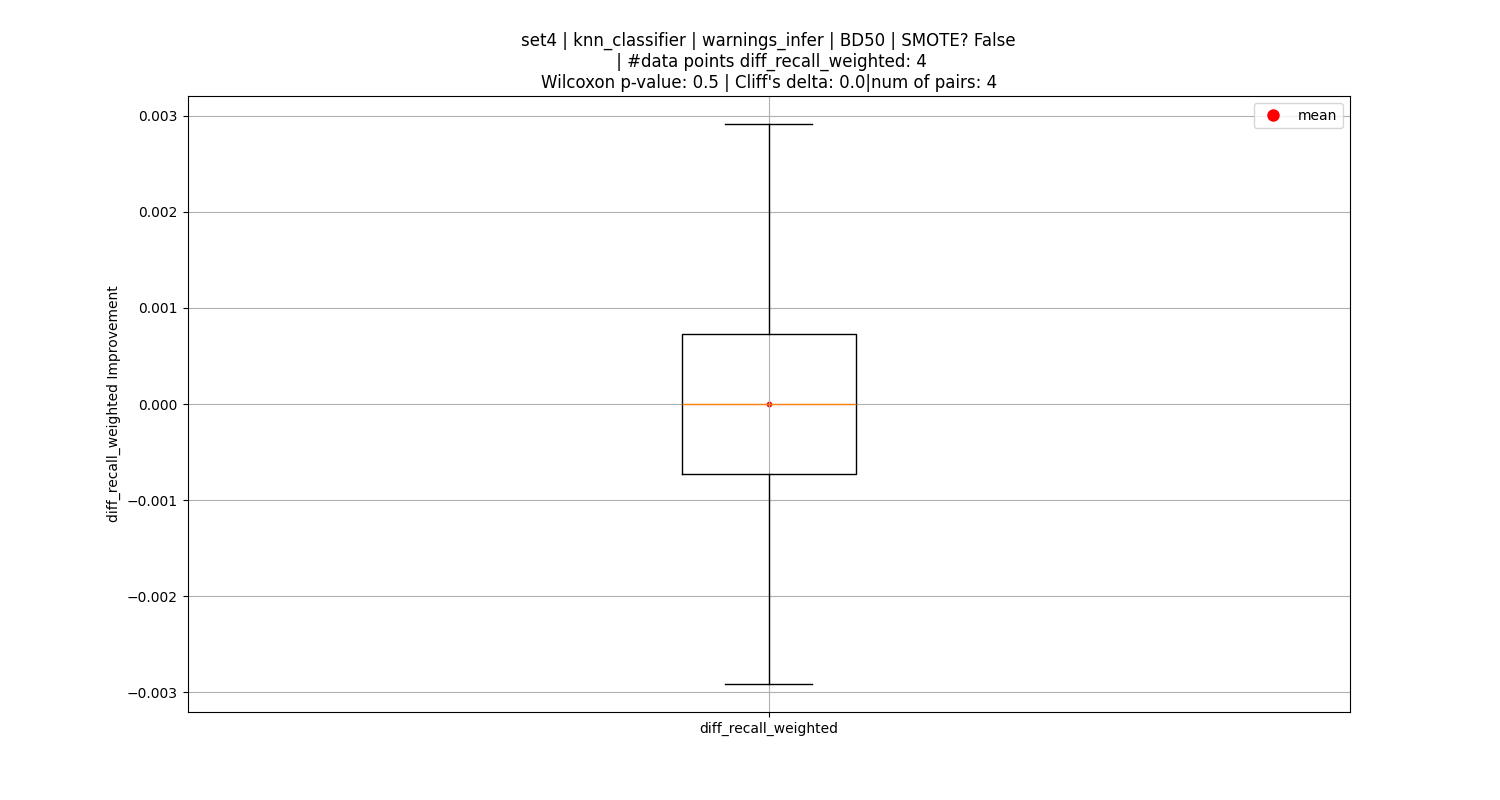 set4 | knn_classifier | warnings_infer | BD50 | SMOTE? False
| #data points diff_recall_weighted: 4
Wilcoxon p-value: 0.5 | Cliff's delta: 0.0|num of pairs: 4
mean
0.003
0.002
0.001
0.000
−0.001
−0.002
−0.003
diff_recall_weighted Improvement
diff_recall_weighted